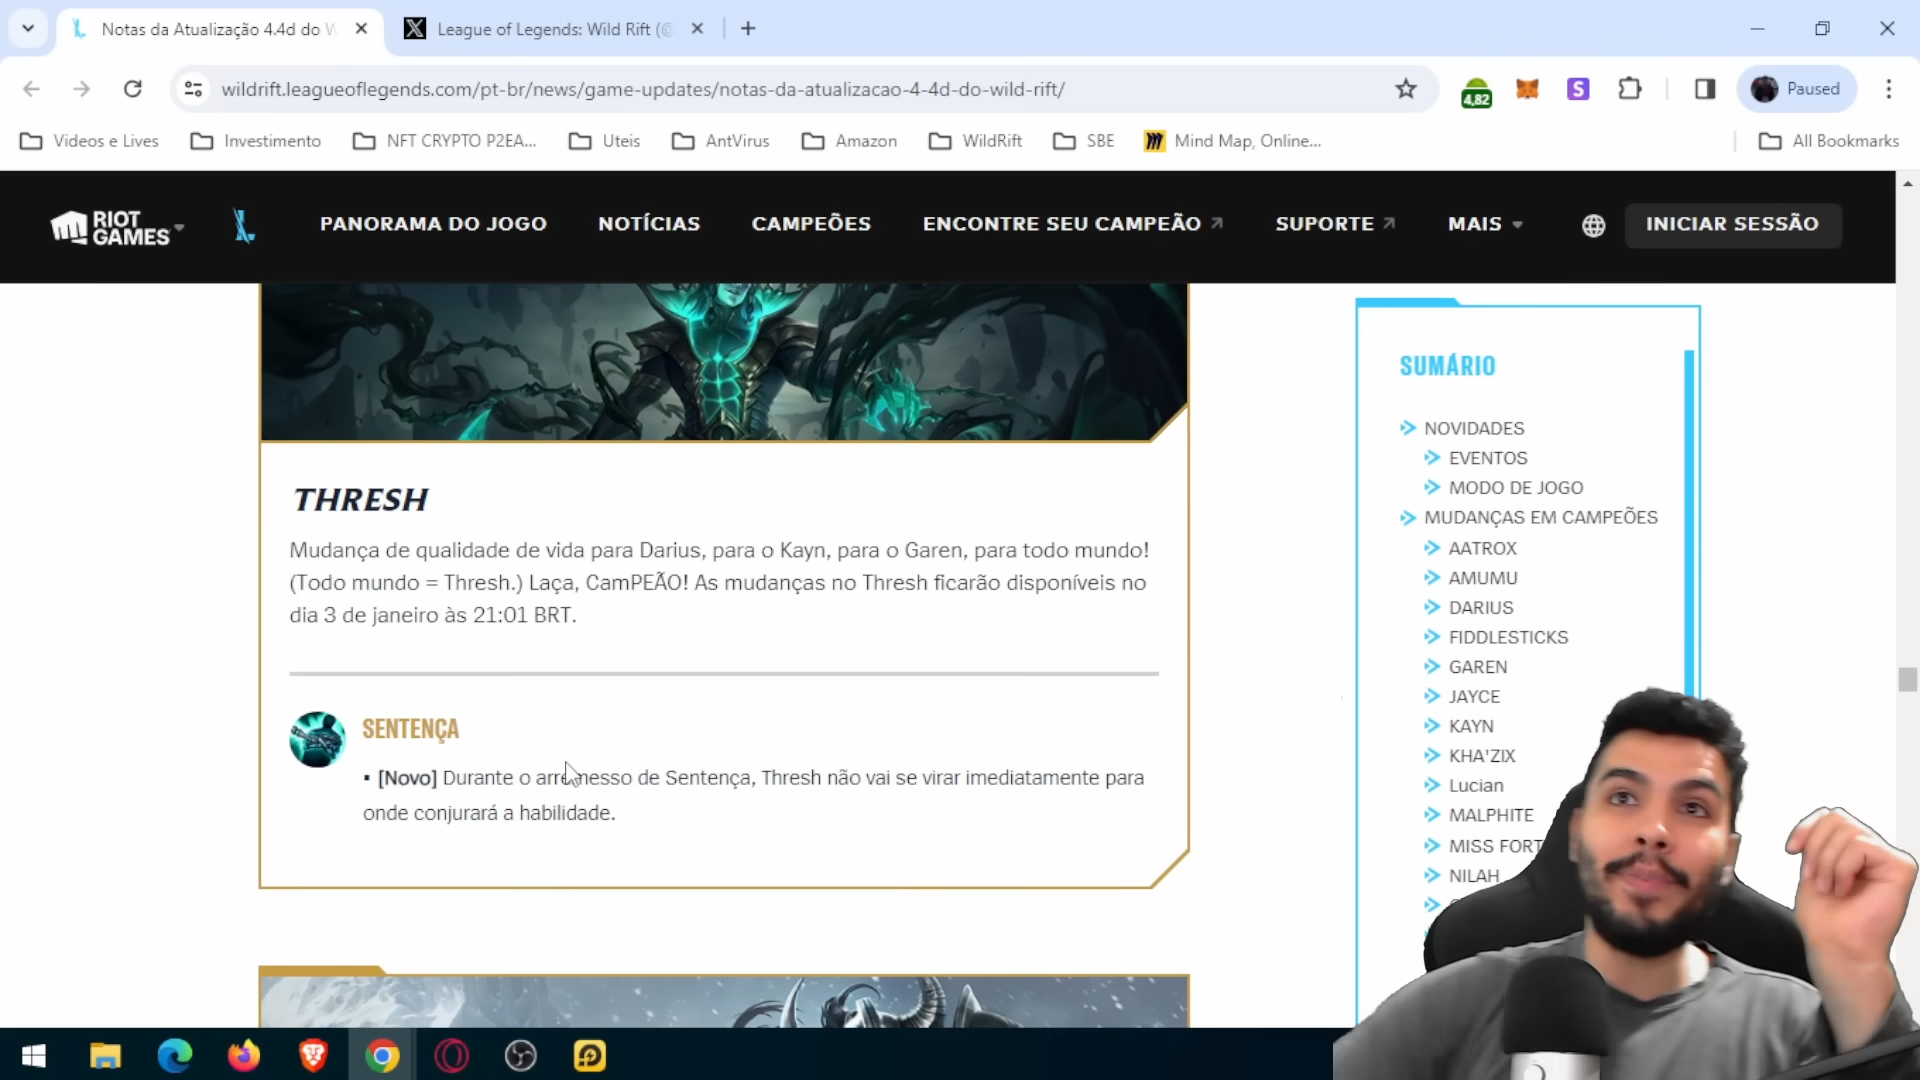 Notas da Atualização 4.4d do W
League of Legends: Wild Rift (@
wildrift.leagueoflegends.com/pt-br/news/game-updates/notas-da-atualizacao-4-4d-do-wild-rift/
4,82
S
Paused
Videos e Lives
Investimento
NFT CRYPTO P2EA...
Uteis
AntVirus
Amazon
WildRift
SBE
Mind Map, Online...
All Bookmarks
RIOT
GAMES
PANORAMA DO JOGO
NOTÍCIAS
CAMPEÕES
ENCONTRE SEU CAMPEÃO
SUPORTE
MAIS
INICIAR SESSÃO
THRESH
Mudança de qualidade de vida para Darius, para o Kayn, para o Garen, para todo mundo!
(Todo mundo = Thresh.) Laça, CamPEÃO! As mudanças no Thresh ficarão disponíveis no
dia 3 de janeiro às 21:01 BRT.
SENTENÇA
▪ [Novo] Durante o arremesso de Sentença, Thresh não vai se virar imediatamente para
onde conjurará a habilidade.
SUMÁRIO
NOVIDADES
EVENTOS
MODO DE JOGO
MUDANÇAS EM CAMPEÕES
AATROX
AMUMU
DARIUS
FIDDLESTICKS
GAREN
JAYCE
KAYN
KHA'ZIX
Lucian
MALPHITE
MISS FORT
NILAH